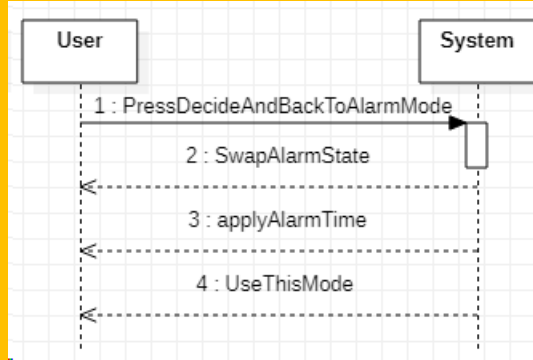 User
System
1 : PressDecideAndBackToAlarmMode
2 : SwapAlarmState
3 : applyAlarmTime
4 : UseThisMode